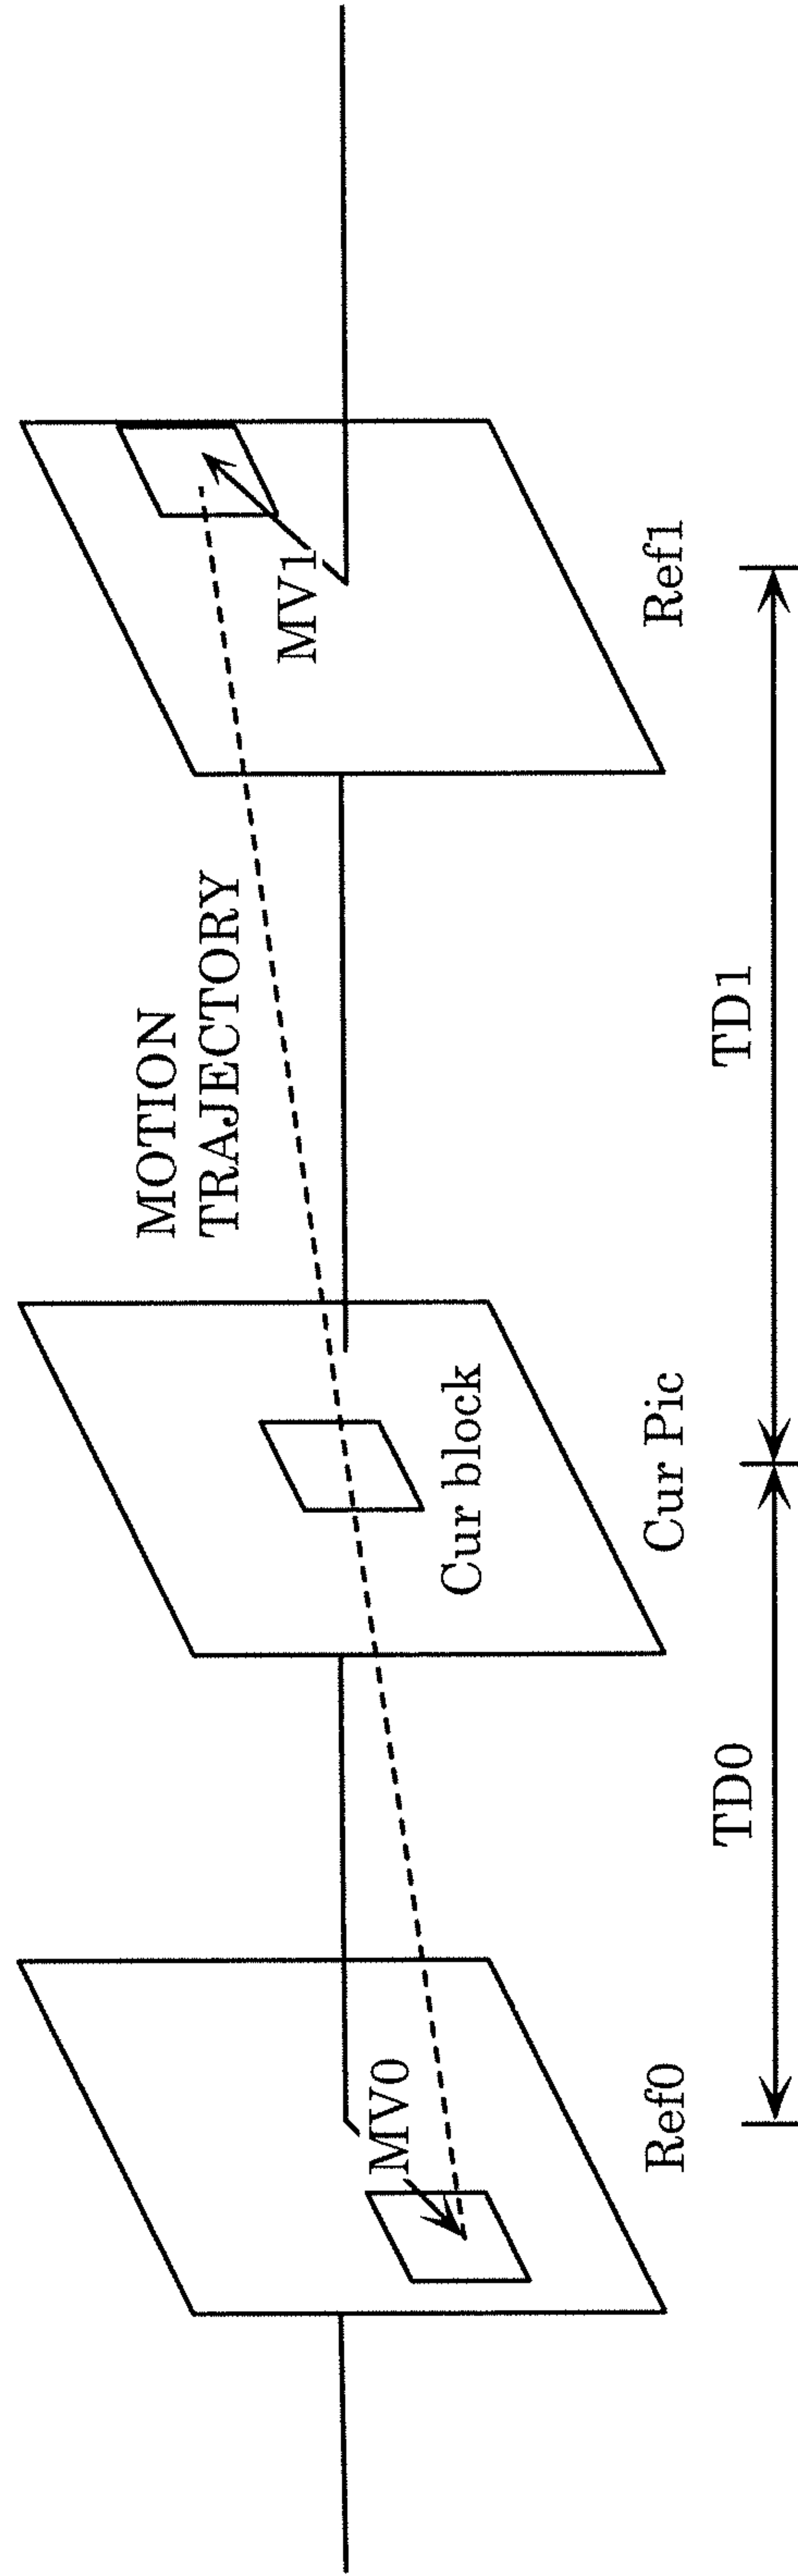 MOTION
TRAJECTORY
MV0
MV1
Cur block
Ref0
Cur Pic
Ref1
TD0
TD1